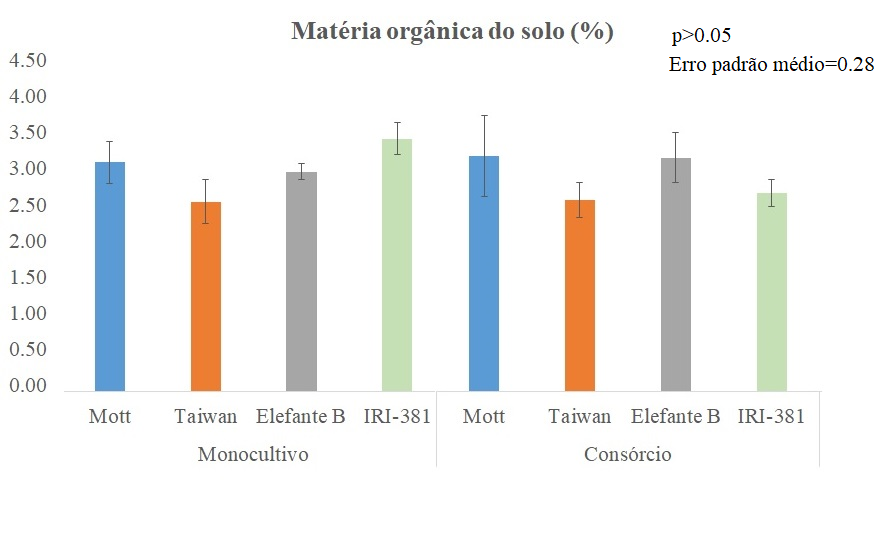 Matéria orgânica do solo (%)
p>0.05
Erro padrão médio=0.28
4.50
4.00
3.50
3.00
2.50
2.00
1.50
1.00
0.50
0.00
Mott Taiwan Elefante B IRI-381 Mott Taiwan Elefante B IRI-381
Monocultivo Consórcio